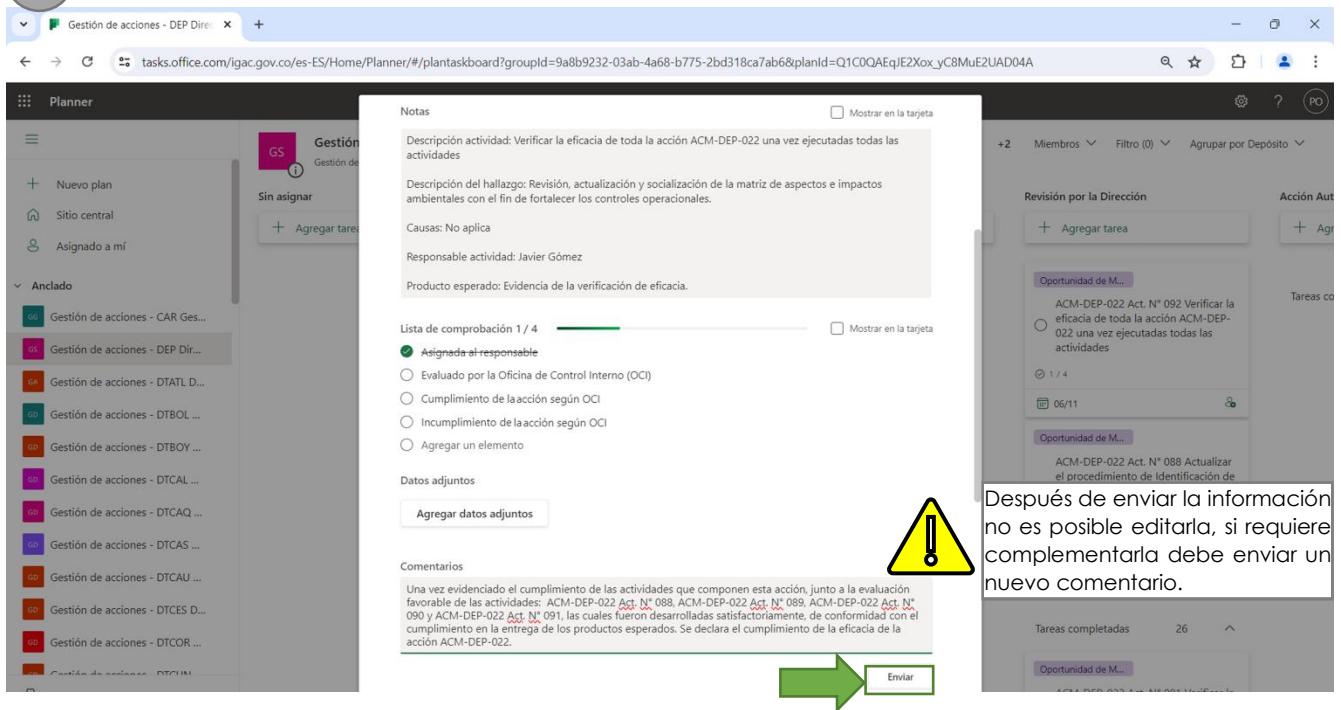 Gestión de acciones - DEP Dire
tasks.office.com/igac.gov.co/es-ES/Home/Planner/#/plantaskboard?groupId=9a8b9232-03ab-4a68-b775-2bd318ca7ab6&planId=Q1C0QAEqJE2Xox_yC8MuE2UAD04A
Planner
? PO
Nuevo plan
Sitio central
Asignado a mí
Anclado
GG Gestión de acciones - CAR Ges...
GS Gestión de acciones - DEP Dir...
GA Gestión de acciones - DTATL D...
GD Gestión de acciones - DTBOL ...
GD Gestión de acciones - DTBOY ...
GD Gestión de acciones - DTCAL ...
GD Gestión de acciones - DTCAQ ...
GD Gestión de acciones - DTCAS ...
GD Gestión de acciones - DTCAU ...
GD Gestión de acciones - DTCES D...
GD Gestión de acciones - DTCOR ...
GS Gestión
Gestión de
Sin asignar
Agregar tarea
Notas
Mostrar en la tarjeta
Descripción actividad: Verificar la eficacia de toda la acción ACM-DEP-022 una vez ejecutadas todas las
actividades
Descripción del hallazgo: Revisión, actualización y socialización de la matriz de aspectos e impactos
ambientales con el fin de fortalecer los controles operacionales.
Causas: No aplica
Responsable actividad: Javier Gómez
Producto esperado: Evidencia de la verificación de eficacia.
Lista de comprobación 1 / 4
Mostrar en la tarjeta
Asignada al responsable
Evaluado por la Oficina de Control Interno (OCI)
Cumplimiento de la acción según OCI
Incumplimiento de la acción según OCI
Agregar un elemento
Datos adjuntos
Agregar datos adjuntos
Comentarios
Una vez evidenciado el cumplimiento de las actividades que componen esta acción, junto a la evaluación
favorable de las actividades: ACM-DEP-022 Act. N° 088, ACM-DEP-022 Act. N° 089, ACM-DEP-022 Act. N°
090 y ACM-DEP-022 Act. N° 091, las cuales fueron desarrolladas satisfactoriamente, de conformidad con el
cumplimiento en la entrega de los productos esperados. Se declara el cumplimiento de la eficacia de la
acción ACM-DEP-022.
Enviar
+2 Miembros Filtro (0) Agrupar por Depósito
Revisión por la Dirección
Agregar tarea
Oportunidad de M...
ACM-DEP-022 Act. N° 092 Verificar la
eficacia de toda la acción ACM-DEP-
022 una vez ejecutadas todas las
actividades
1 / 4
06/11
Oportunidad de M...
ACM-DEP-022 Act. N° 088 Actualizar
el procedimiento de Identificación de
Después de enviar la información
no es posible editarla, si requiere
complementarla debe enviar un
nuevo comentario.
Tareas completadas 26
Oportunidad de M...
Acción Aut
Agr
Tareas co